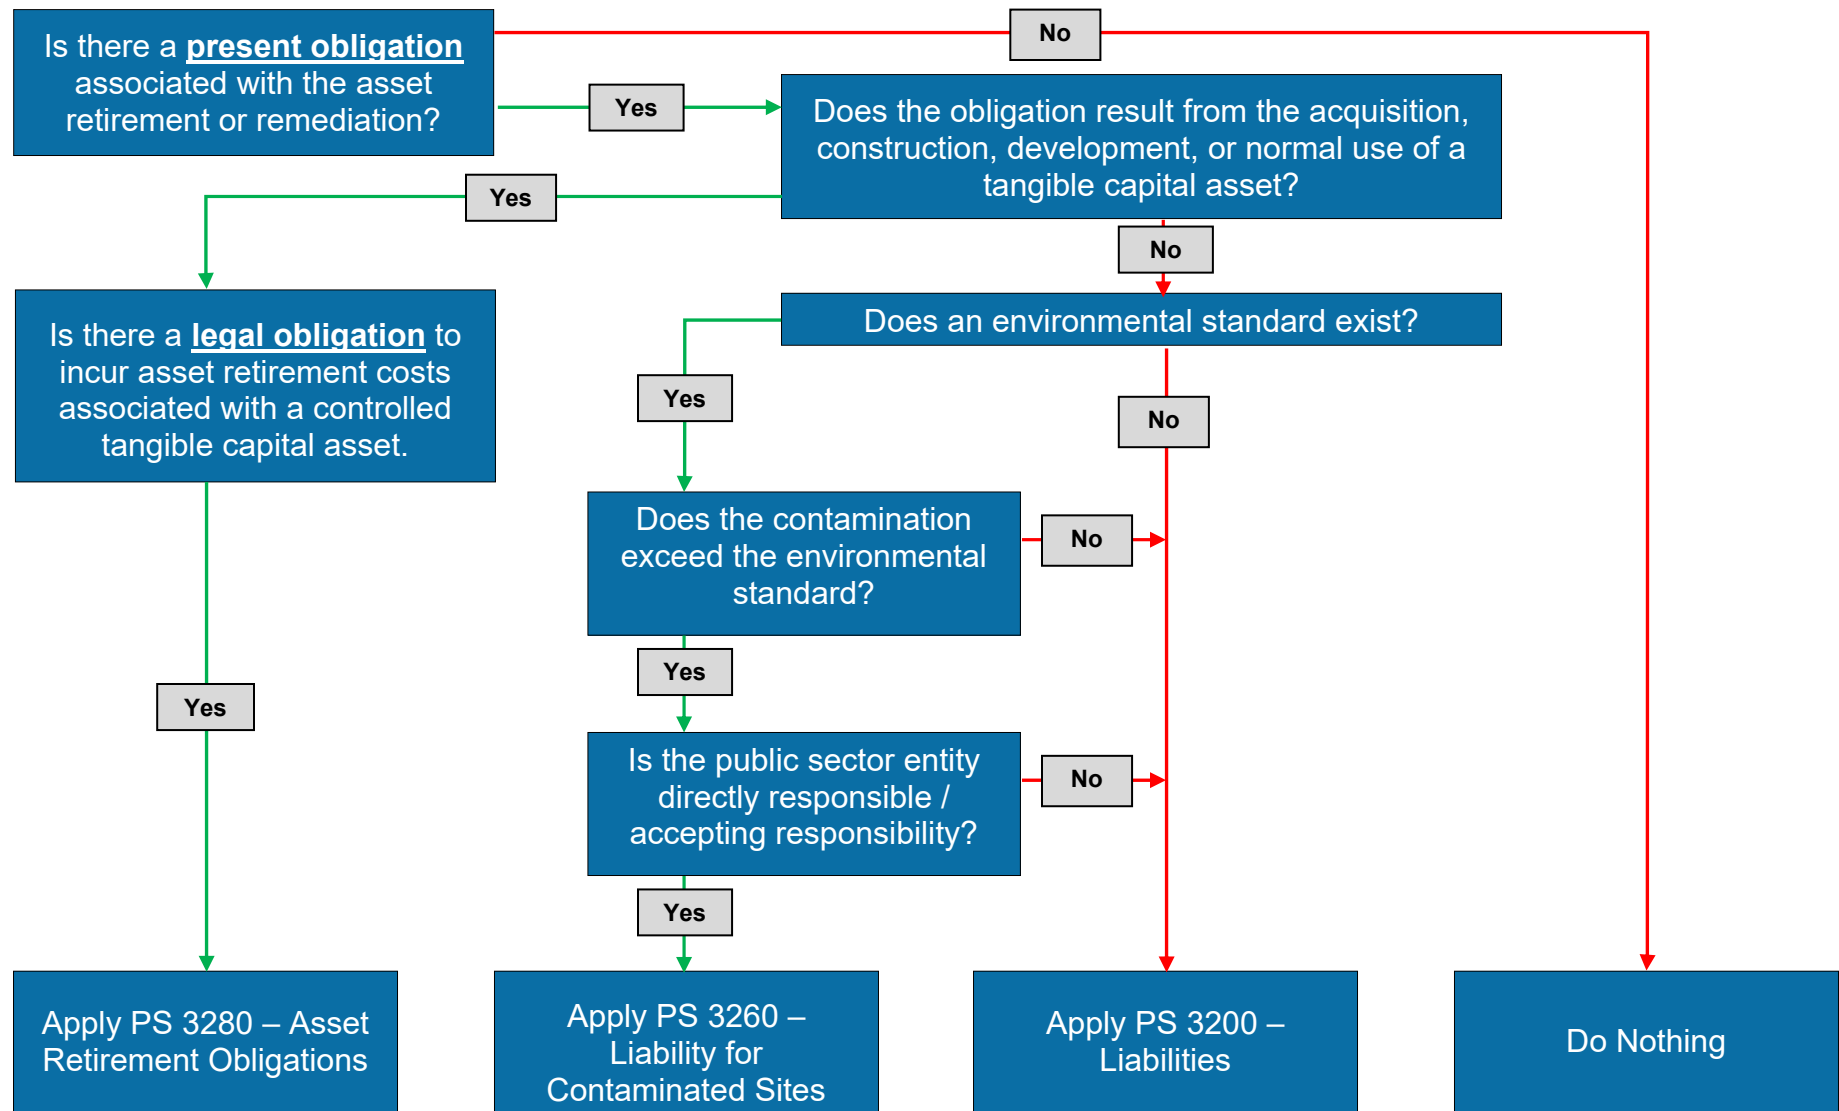 Is there a present obligation
associated with the asset
retirement or remediation?
No
Yes
Does the obligation result from the acquisition,
construction, development, or normal use of a
tangible capital asset?
Yes
No
Is there a legal obligation to
incur asset retirement costs
associated with a controlled
tangible capital asset.
Does an environmental standard exist?
Yes
No
Does the contamination
exceed the environmental
standard?
No
Yes
Yes
Is the public sector entity
directly responsible /
accepting responsibility?
No
Yes
Apply PS 3280 – Asset
Retirement Obligations
Apply PS 3260 –
Liability for
Contaminated Sites
Apply PS 3200 –
Liabilities
Do Nothing